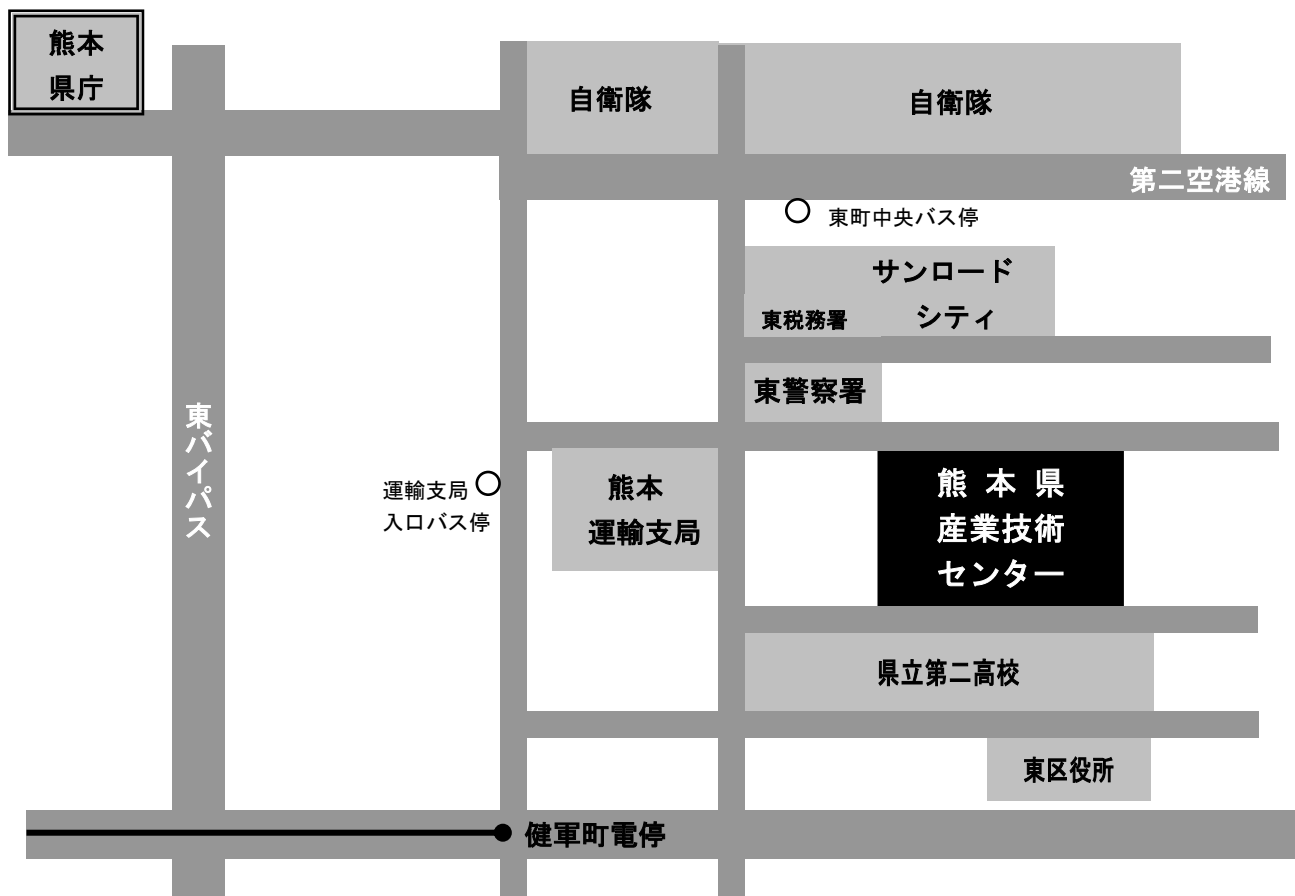 熊本
県庁
自衛隊
自衛隊
第二空港線
東町中央バス停
サンロード
シティ
東税務署
東警察署
東バイパス
運輸支局
入口バス停
熊本
運輸支局
熊本県
産業技術
センター
県立第二高校
東区役所
健軍町電停